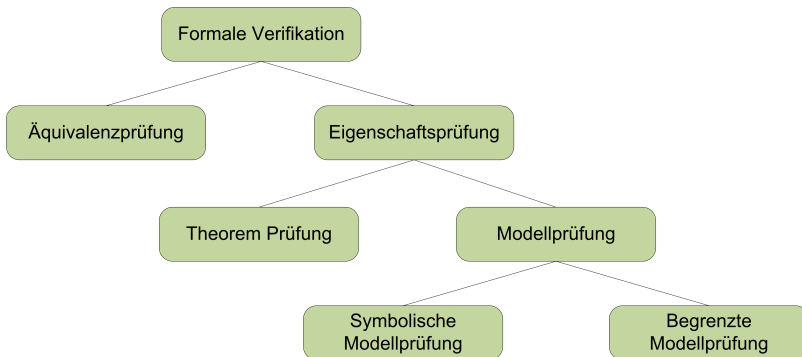 Formale Verifikation
Äquivalenzprüfung
Eigenschaftsprüfung
Theorem Prüfung
Modellprüfung
Symbolische
Modellprüfung
Begrenzte
Modellprüfung